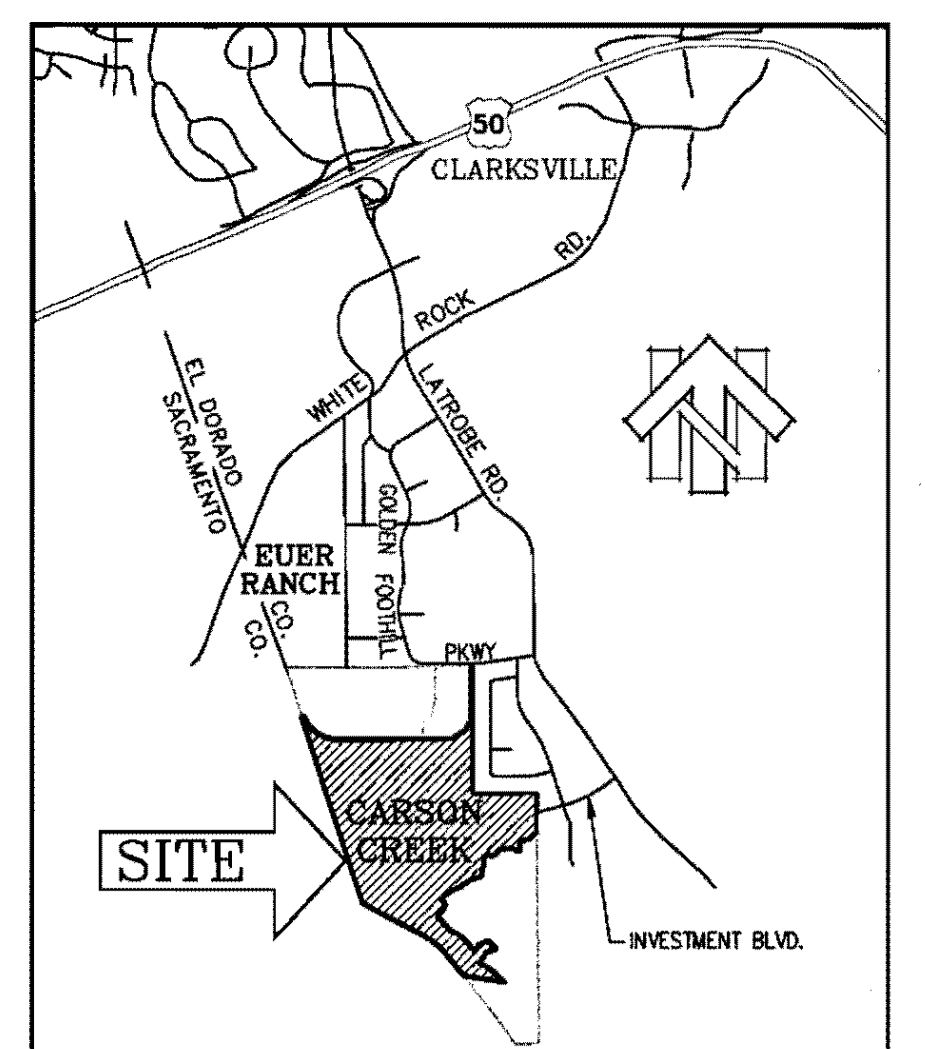 50
CLARKSVILLE
WHITE ROCK RD.
LATROBE RD.
EL DORADO CO.
SACRAMENTO CO.
EUER
RANCH
GOLDEN FOOTHILL PKWY
N
CARSON
CREEK
SITE
INVESTMENT BLVD.